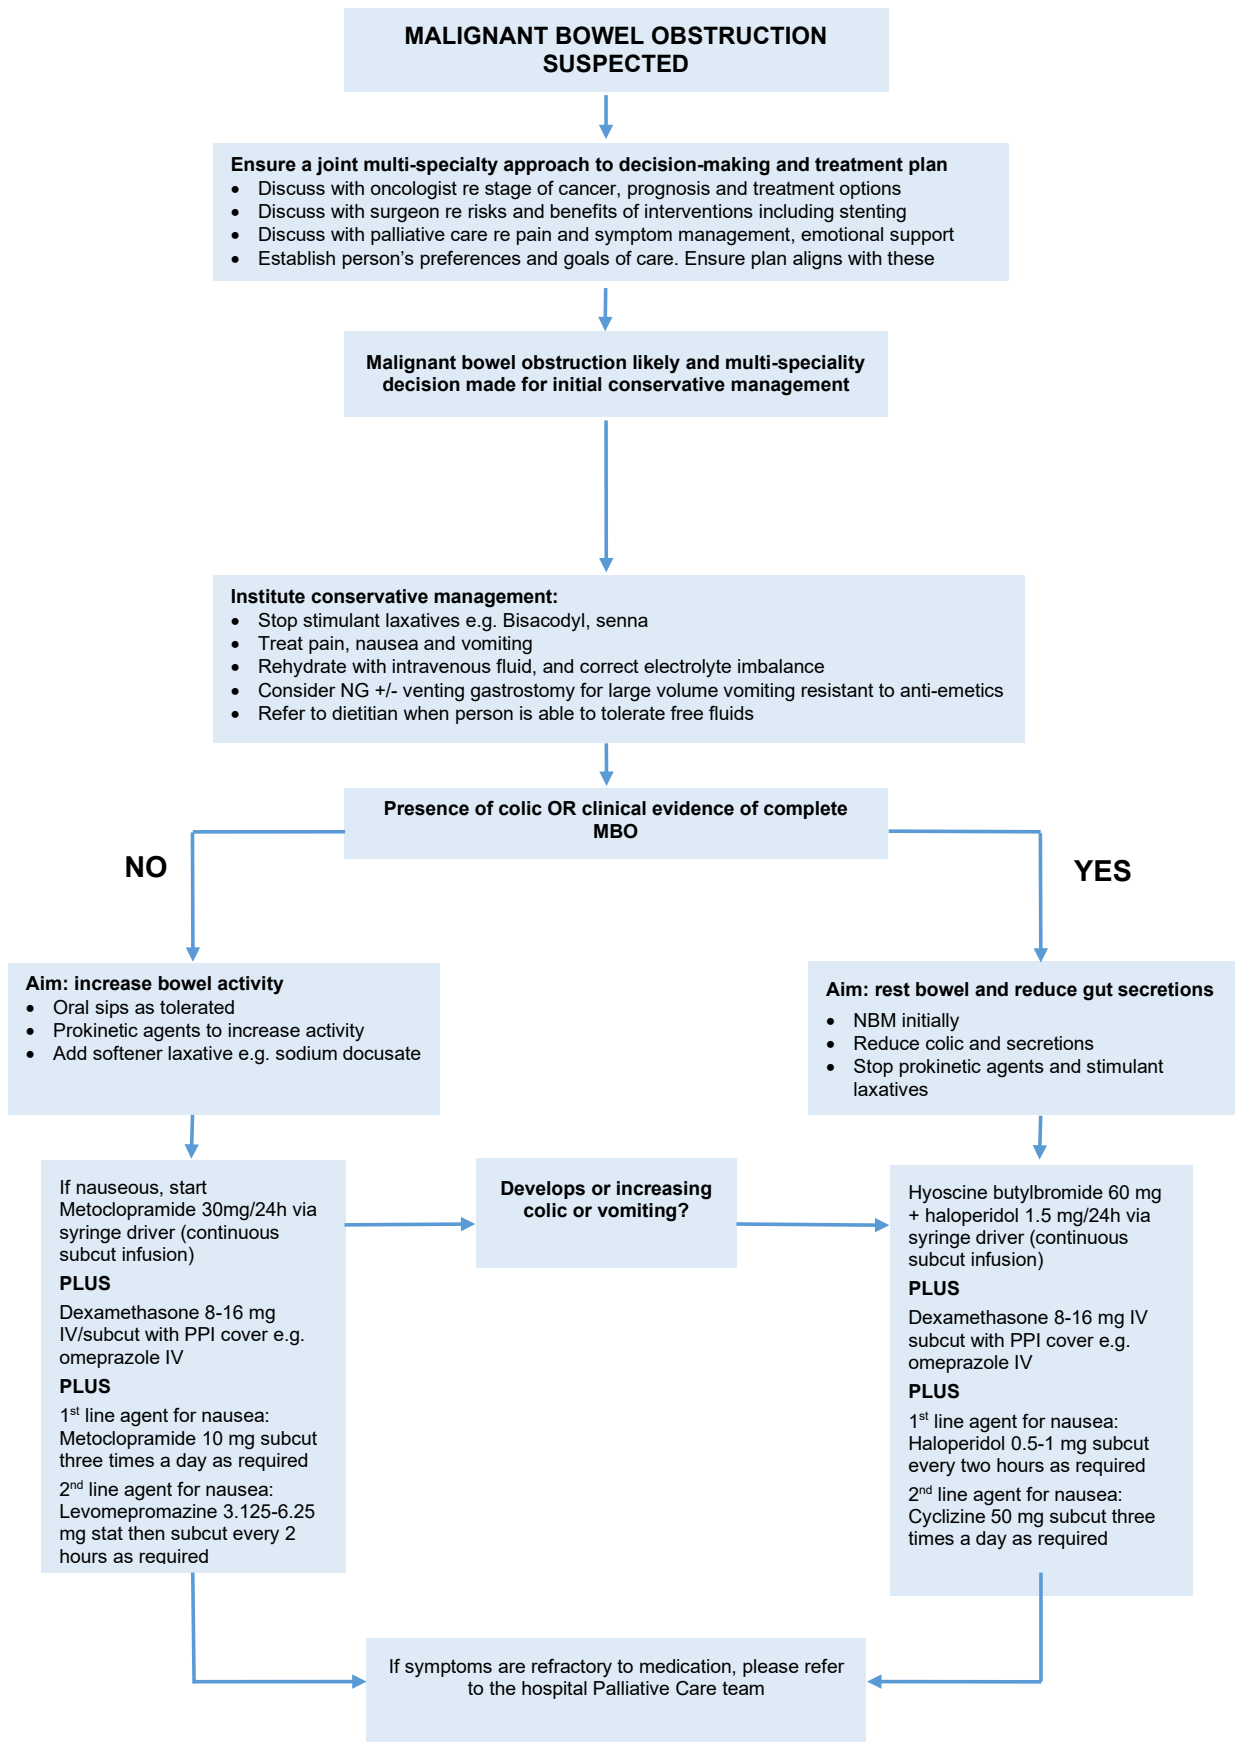 MALIGNANT BOWEL OBSTRUCTION
SUSPECTED
Ensure a joint multi-specialty approach to decision-making and treatment plan
• Discuss with oncologist re stage of cancer, prognosis and treatment options
• Discuss with surgeon re risks and benefits of interventions including stenting
• Discuss with palliative care re pain and symptom management, emotional support
• Establish person’s preferences and goals of care. Ensure plan aligns with these
Malignant bowel obstruction likely and multi-speciality
decision made for initial conservative management
Institute conservative management:
• Stop stimulant laxatives e.g. Bisacodyl, senna
• Treat pain, nausea and vomiting
• Rehydrate with intravenous fluid, and correct electrolyte imbalance
• Consider NG +/- venting gastrostomy for large volume vomiting resistant to anti-emetics
• Refer to dietitian when person is able to tolerate free fluids
Presence of colic OR clinical evidence of complete
MBO
NO
YES
Aim: increase bowel activity
• Oral sips as tolerated
• Prokinetic agents to increase activity
• Add softener laxative e.g. sodium docusate
Aim: rest bowel and reduce gut secretions
• NBM initially
• Reduce colic and secretions
• Stop prokinetic agents and stimulant
laxatives
If nauseous, start
Metoclopramide 30mg/24h via
syringe driver (continuous
subcut infusion)
PLUS
Dexamethasone 8-16 mg
IV/subcut with PPI cover e.g.
omeprazole IV
PLUS
1st line agent for nausea:
Metoclopramide 10 mg subcut
three times a day as required
2nd line agent for nausea:
Levomepromazine 3.125-6.25
mg stat then subcut every 2
hours as required
Develops or increasing
colic or vomiting?
Hyoscine butylbromide 60 mg
+ haloperidol 1.5 mg/24h via
syringe driver (continuous
subcut infusion)
PLUS
Dexamethasone 8-16 mg IV
subcut with PPI cover e.g.
omeprazole IV
PLUS
1st line agent for nausea:
Haloperidol 0.5-1 mg subcut
every two hours as required
2nd line agent for nausea:
Cyclizine 50 mg subcut three
times a day as required
If symptoms are refractory to medication, please refer
to the hospital Palliative Care team